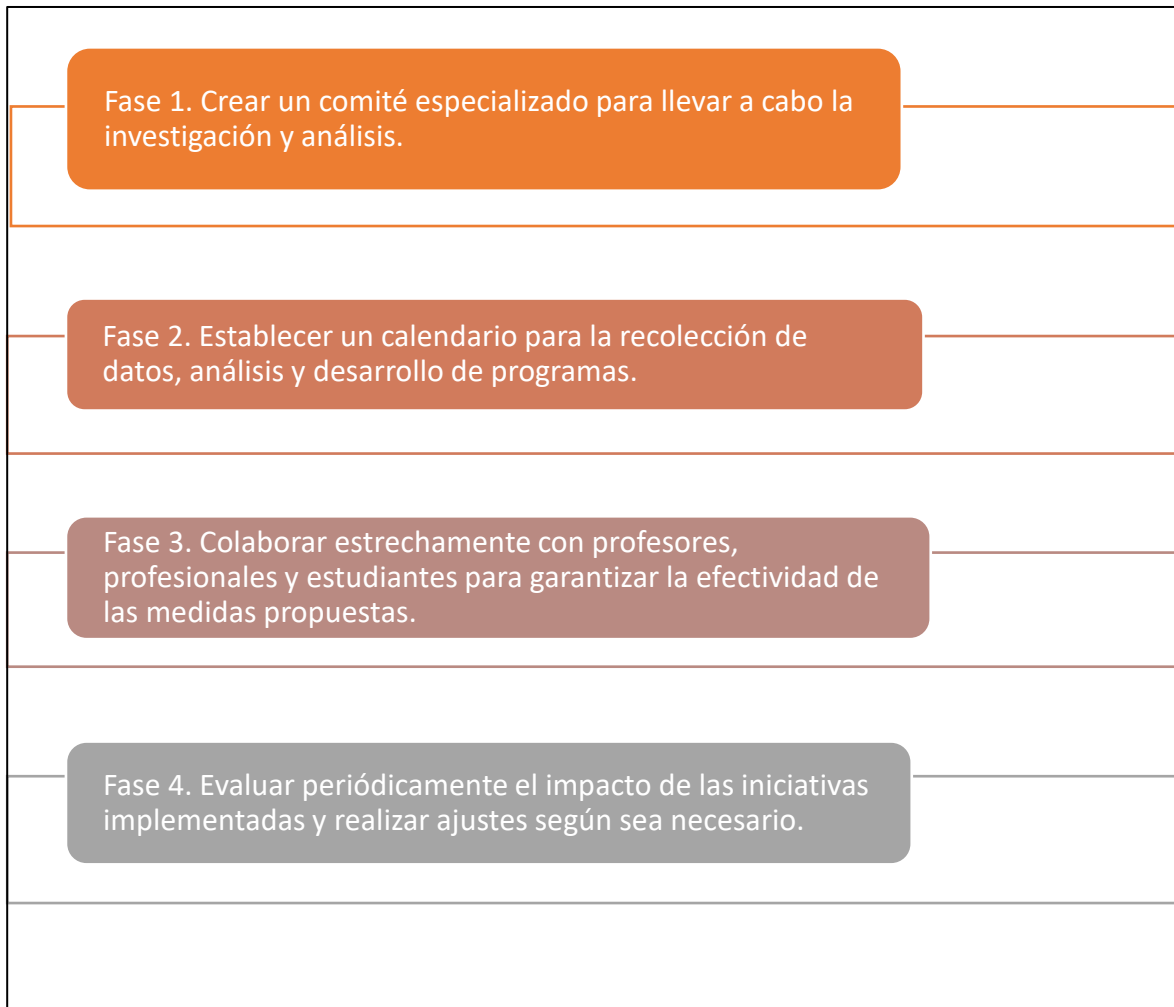 Fase 1. Crear un comité especializado para llevar a cabo la
investigación y análisis.
Fase 2. Establecer un calendario para la recolección de
datos, análisis y desarrollo de programas.
Fase 3. Colaborar estrechamente con profesores,
profesionales y estudiantes para garantizar la efectividad de
las medidas propuestas.
Fase 4. Evaluar periódicamente el impacto de las iniciativas
implementadas y realizar ajustes según sea necesario.